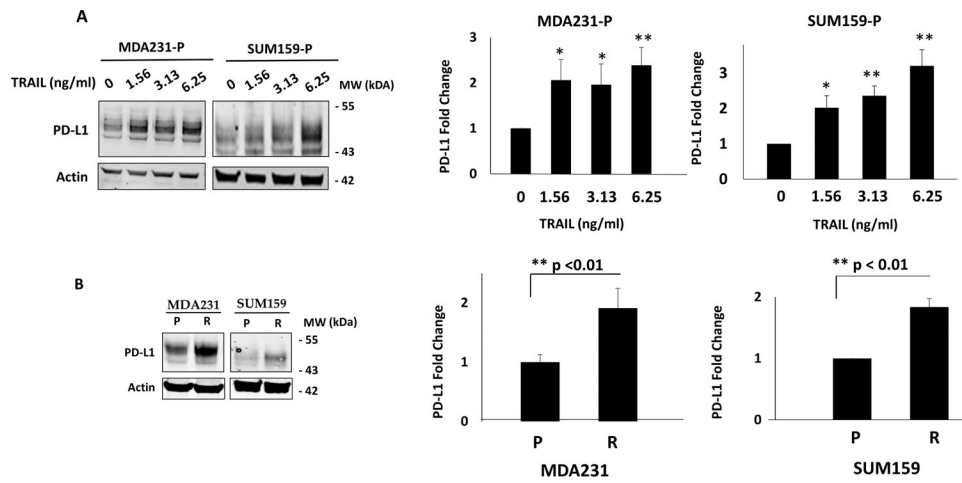 A
MDA231-P SUM159-P
TRAIL (ng/ml) 0 1.56 3.13 6.25 0 1.56 3.13 6.25 MW (kDA)
PD-L1
- 55
- 43
Actin
- 42
MDA231-P
PD-L1 Fold Change
3
2
1
0
* * **
0 1.56 3.13 6.25
TRAIL (ng/ml)
SUM159-P
PD-L1 Fold Change
3
2
1
0
* ** **
0 1.56 3.13 6.25
TRAIL (ng/ml)
B
MDA231 SUM159
P R P R MW (kDa)
PD-L1
- 55
- 43
Actin
- 42
** p <0.01
PD-L1 Fold Change
2
1
0
P R
MDA231
** p < 0.01
PD-L1 Fold Change
2
1
0
P R
SUM159